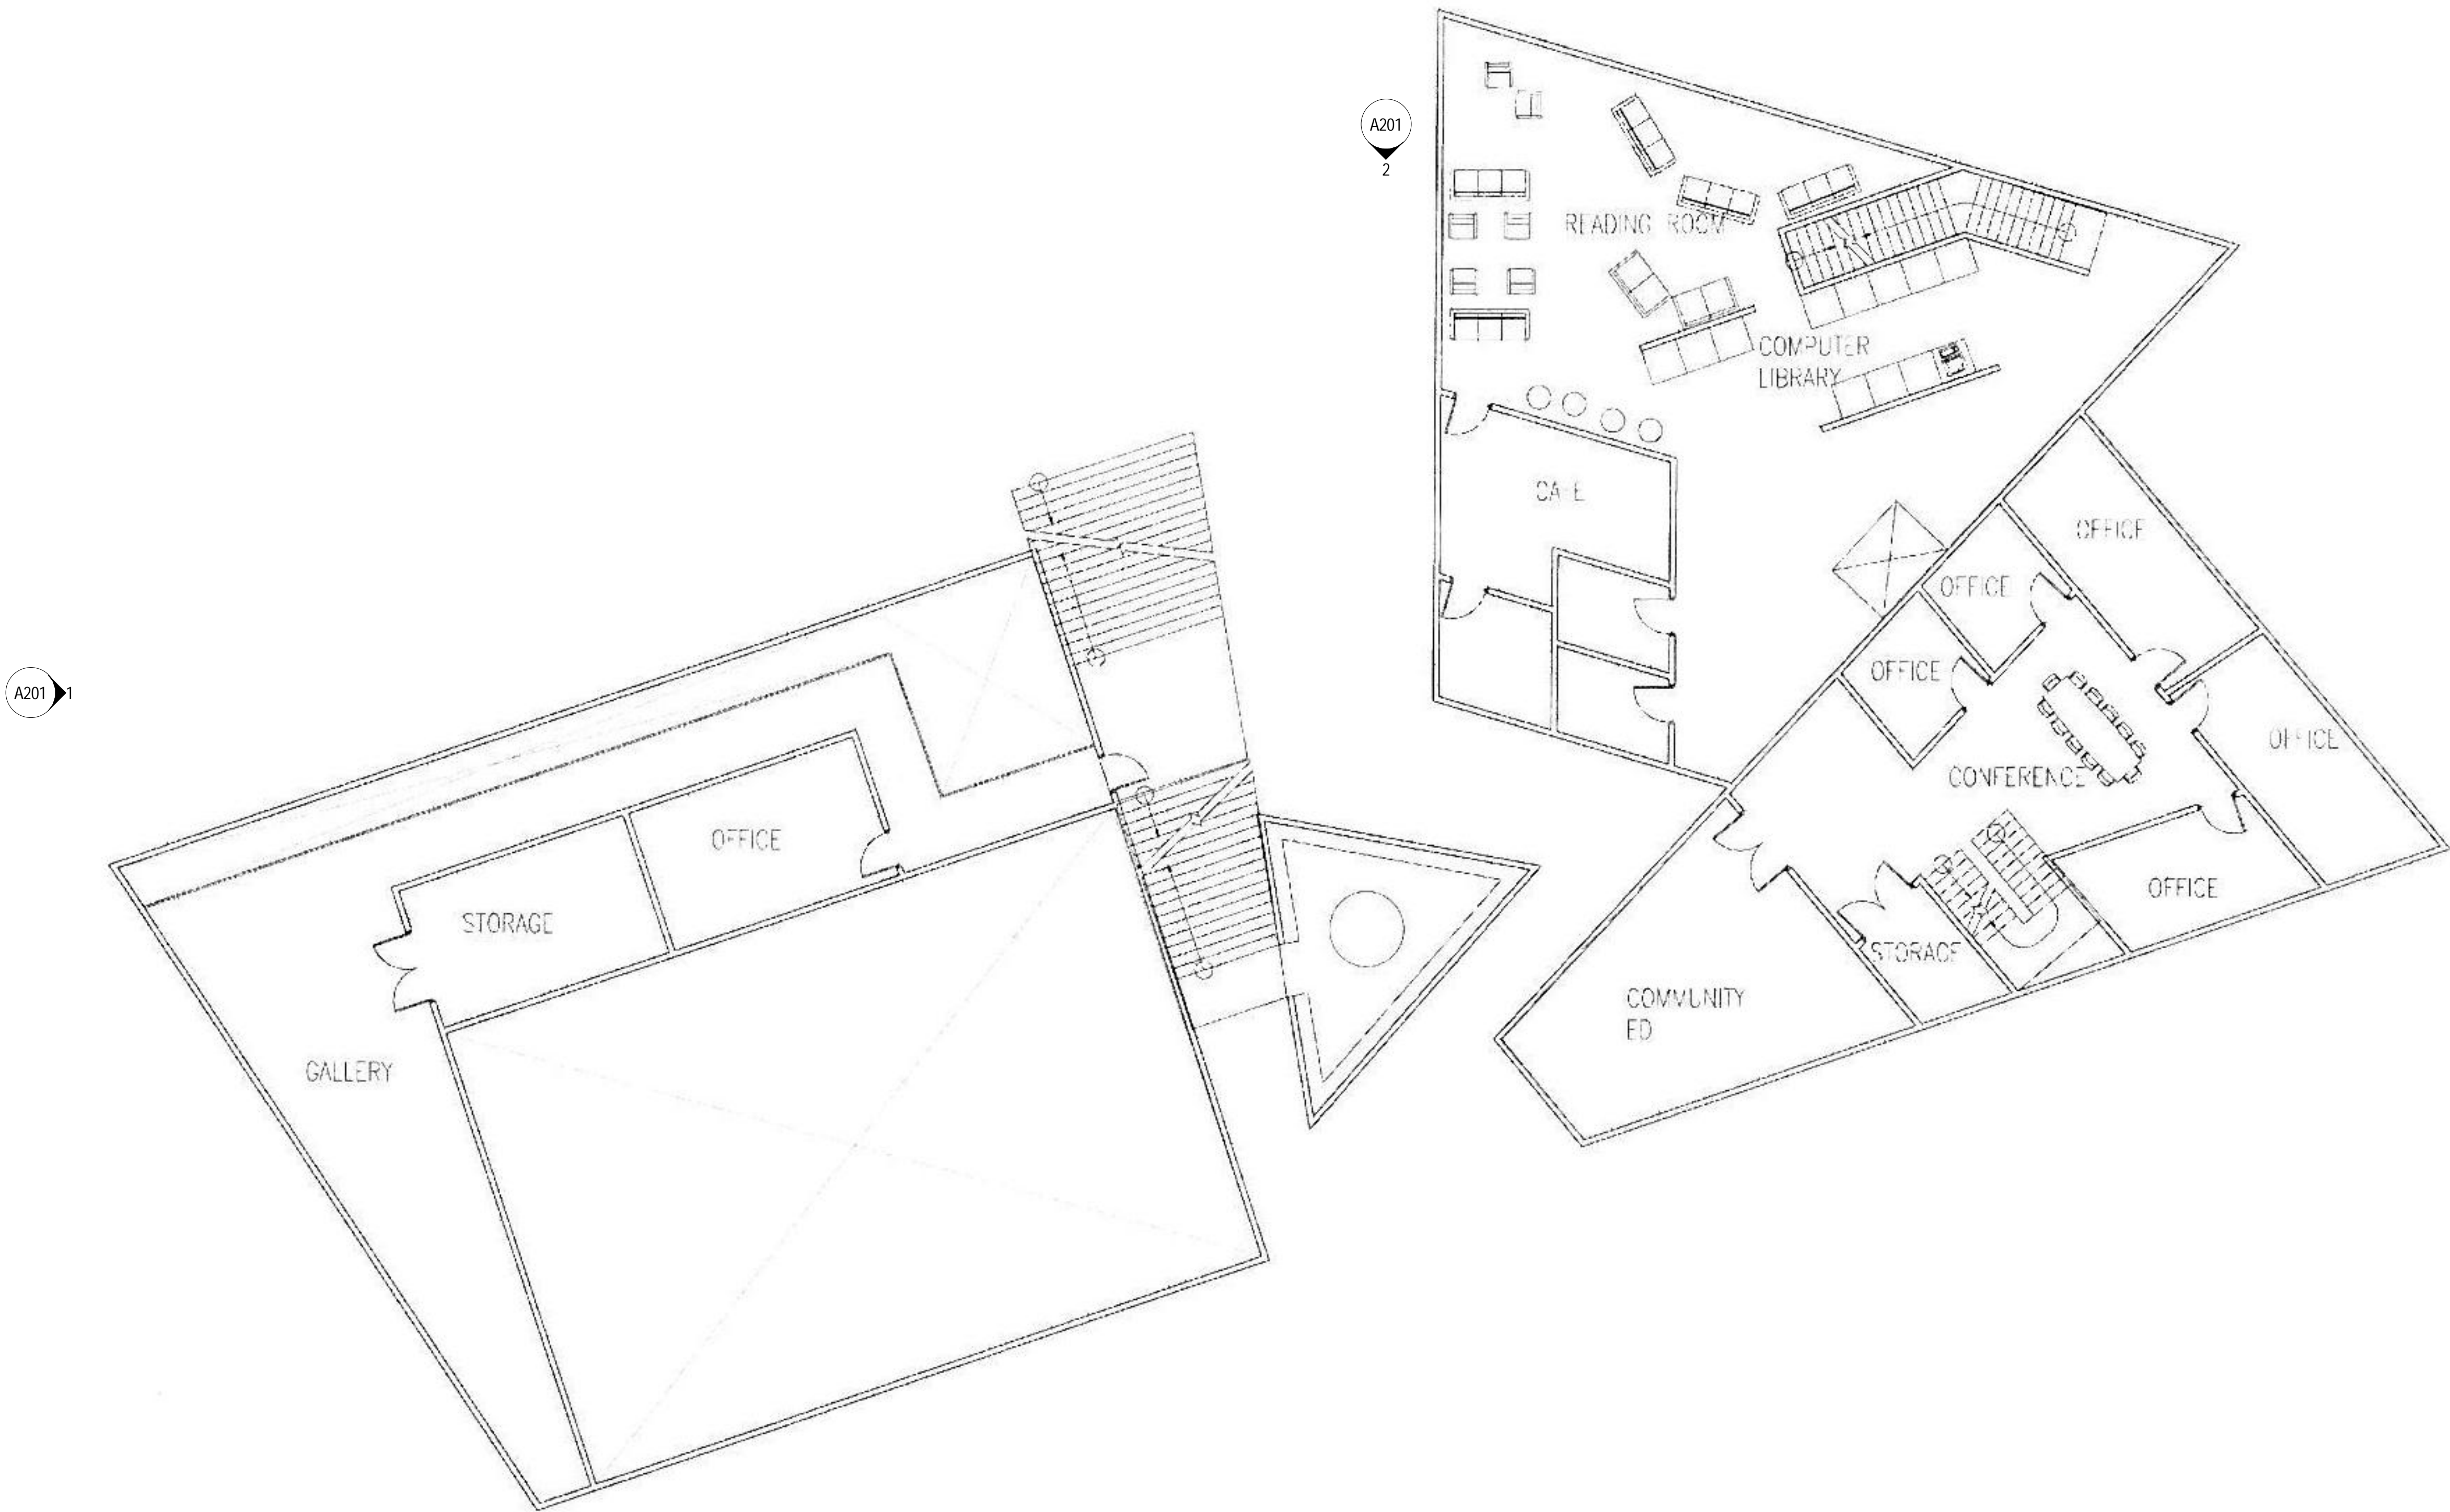 A201
2
READING ROOM
COMPUTER
LIBRARY
CAFE
OFFICE
OFFICE
OFFICE
A201 1
OFFICE
CONFERENCE
OFFICE
OFFICE
STORAGE
STORAGE
COMMUNITY
ED
GALLERY